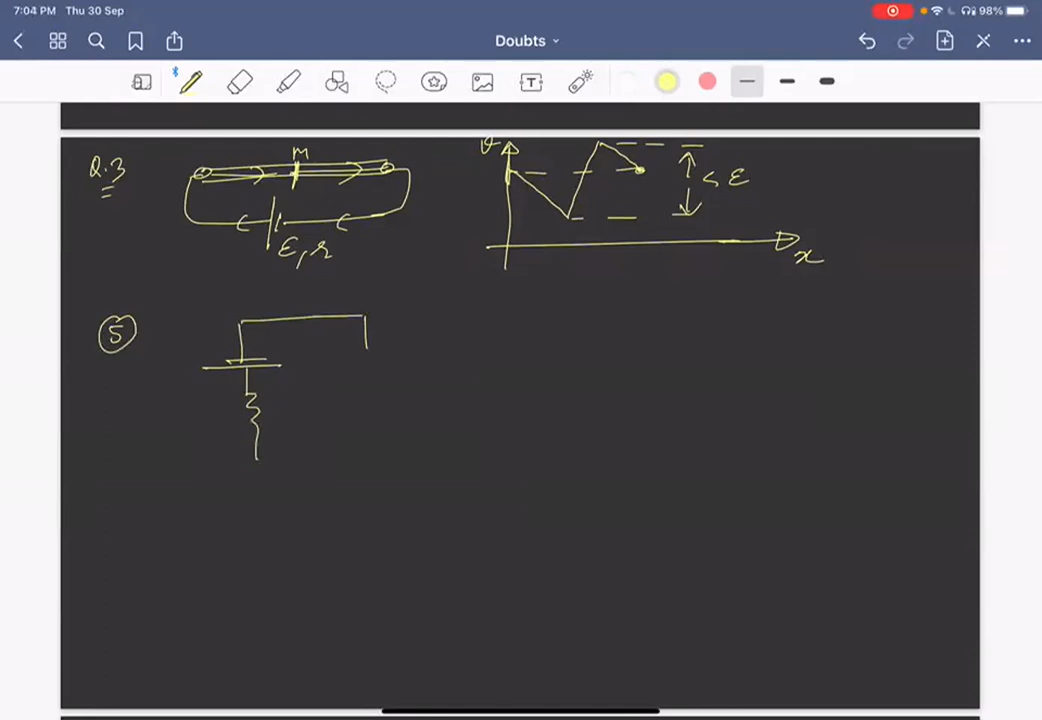 7:04 PM Thu 30 Sep
98%
Doubts
T
Q.3
M
ε, r
v
< ε
x
5